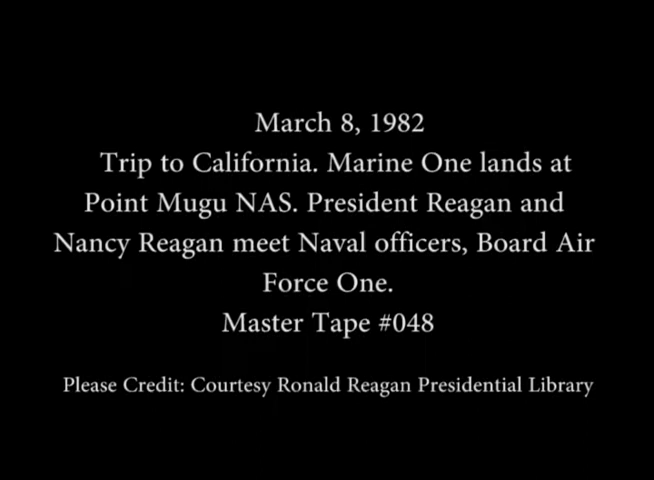 March 8, 1982
Trip to California. Marine One lands at
Point Mugu NAS. President Reagan and
Nancy Reagan meet Naval officers, Board Air
Force One.
Master Tape #048
Please Credit: Courtesy Ronald Reagan Presidential Library